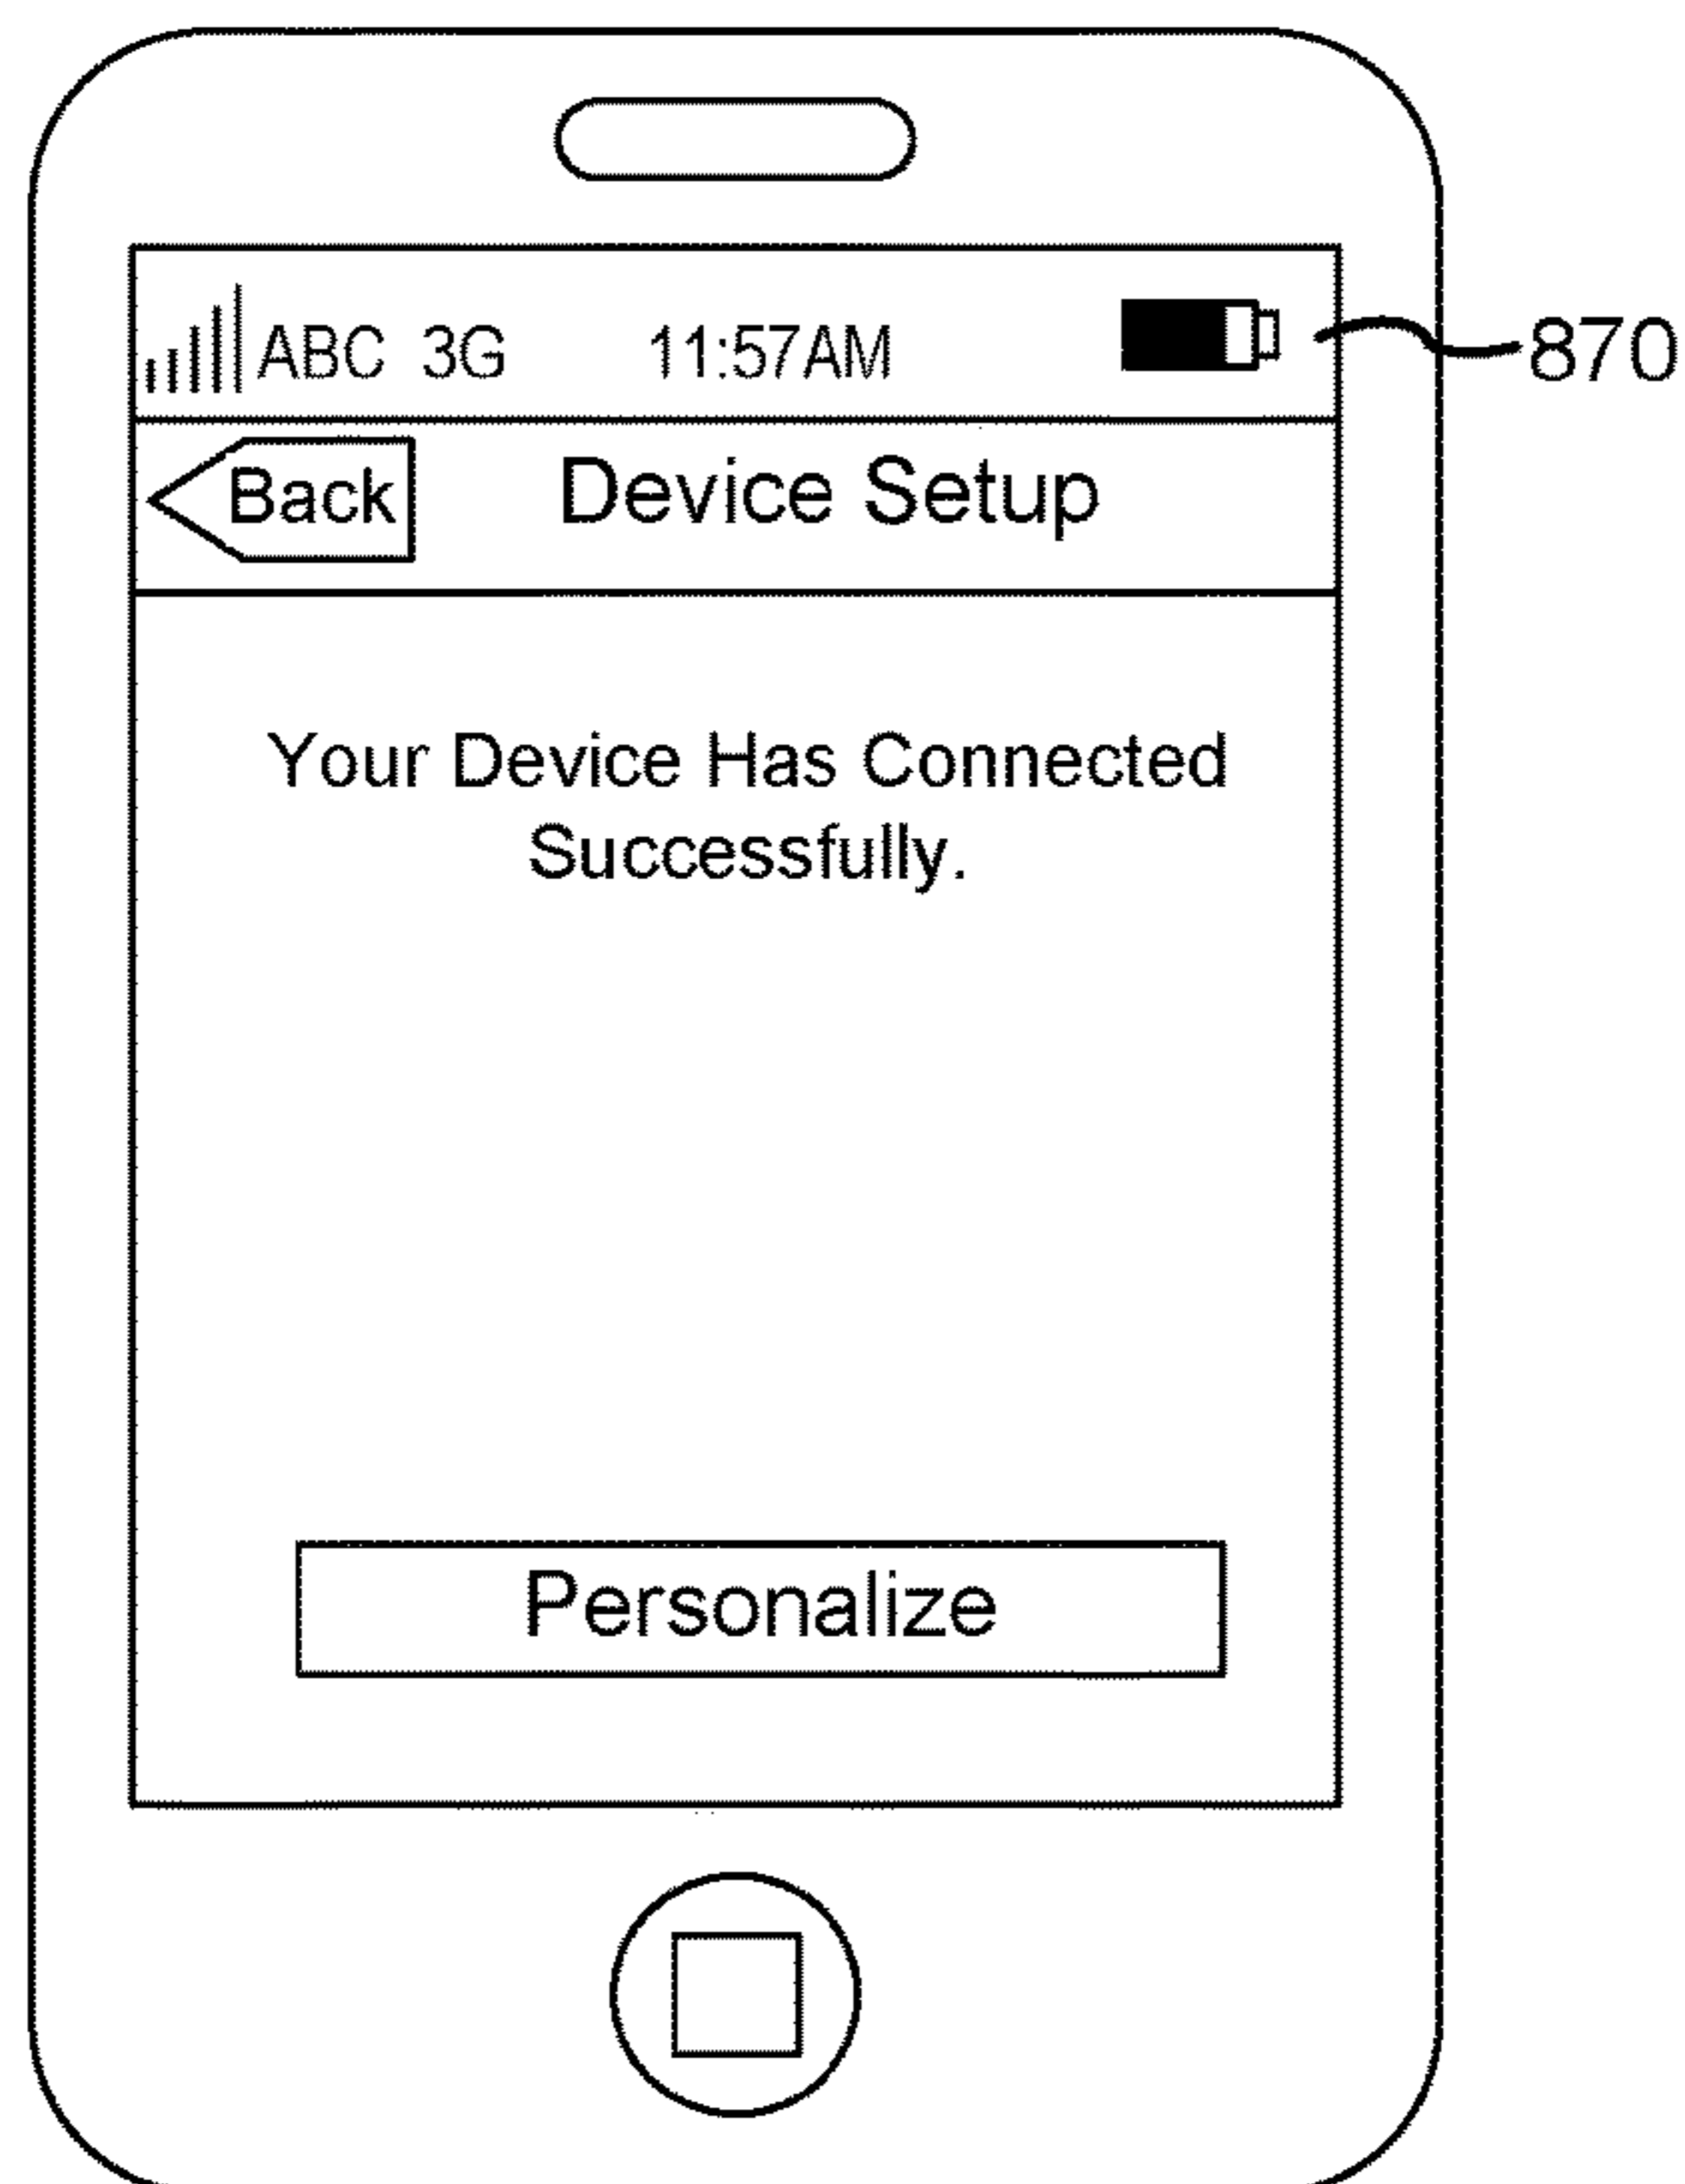 ABC 3G 11:57AM
870
Back Device Setup
Your Device Has Connected
Successfully.
Personalize